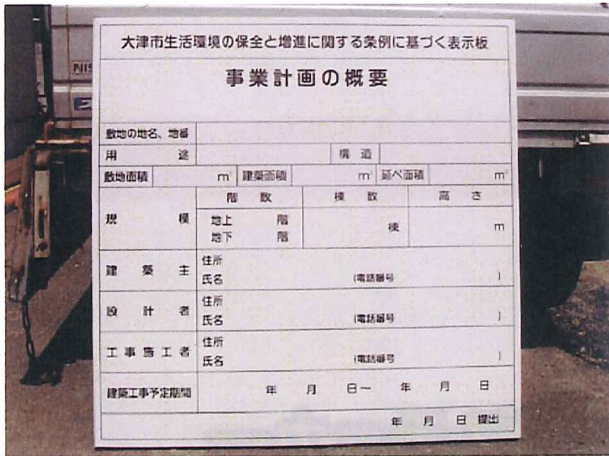 大津市生活環境の保全と増進に関する条例に基づく表示板
事業計画の概要
敷地の地名、地番
用途 構造
敷地面積 ㎡ 建築面積 ㎡ 延べ面積 ㎡
規模 階数 棟数 高さ
地上 階
地下 階
棟 m
建築主 住所
氏名 (電話番号 )
設計者 住所
氏名 (電話番号 )
工事施工者 住所
氏名 (電話番号 )
建築工事予定期間 年 月 日〜 年 月 日
年 月 日 提出